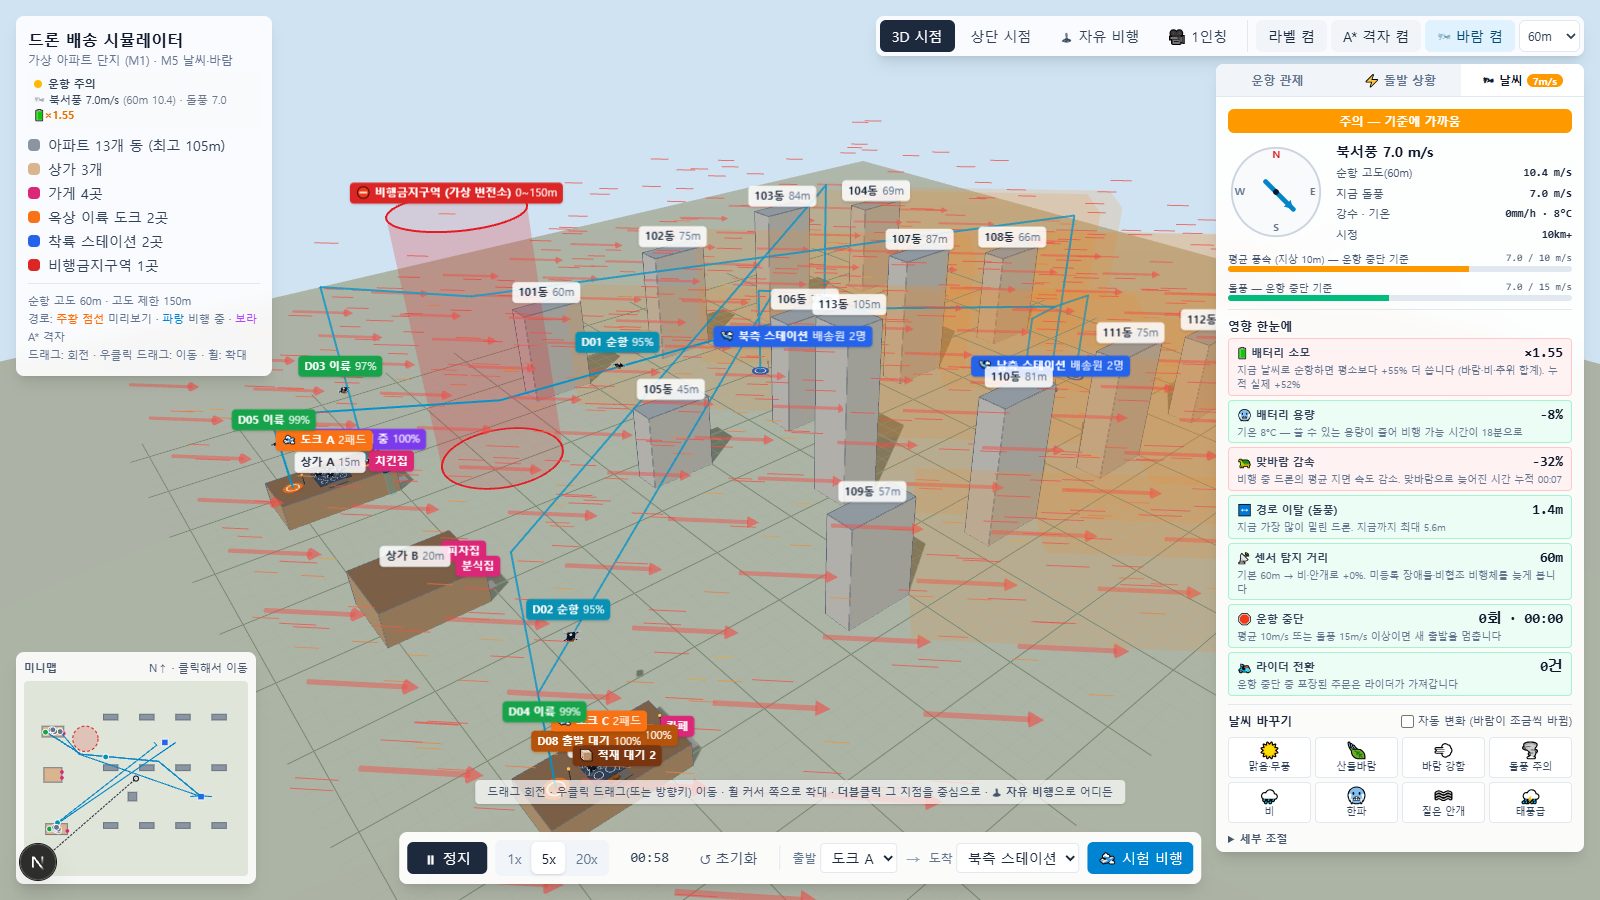 드론 배송 시뮬레이터
가상 아파트 단지 (M1) · M5 날씨·바람
운항 주의
북서풍 7.0m/s (60m 10.4) · 돌풍 7.0
×1.55
아파트 13개 동 (최고 105m)
상가 3개
가게 4곳
옥상 이륙 도크 2곳
착륙 스테이션 2곳
비행금지구역 1곳
순항 고도 60m · 고도 제한 150m
경로: 주황 점선 미리보기 · 파랑 비행 중 · 보라
A* 격자
드래그: 회전 · 우클릭 드래그: 이동 · 휠: 확대
3D 시점
상단 시점
자유 비행
1인칭
라벨 켬
A* 격자 켬
바람 켬
60m
운항 관제
돌발 상황
날씨 7m/s
주의 — 기준에 가까움
N
W
E
S
북서풍 7.0 m/s
순항 고도(60m) 10.4 m/s
지금 돌풍 7.0 m/s
강수 · 기온 0mm/h · 8°C
시정 10km+
평균 풍속 (지상 10m) — 운항 중단 기준 7.0 / 10 m/s
돌풍 — 운항 중단 기준 7.0 / 15 m/s
영향 한눈에
배터리 소모 ×1.55
지금 날씨로 순항하면 평소보다 +55% 더 씁니다 (바람·비·추위 합계). 누
적 실제 +52%
배터리 용량 -8%
기온 8°C — 쓸 수 있는 용량이 줄어 비행 가능 시간이 18분으로
맞바람 감속 -32%
비행 중 드론의 평균 지면 속도 감소. 맞바람으로 늦어진 시간 누적 00:07
경로 이탈 (돌풍) 1.4m
지금 가장 많이 밀린 드론. 지금까지 최대 5.6m
센서 탐지 거리 60m
기본 60m → 비·안개로 +0%. 미등록 장애물·비협조 비행체를 늦게 봅니
다
운항 중단 0회 · 00:00
평균 10m/s 또는 돌풍 15m/s 이상이면 새 출발을 멈춥니다
라이더 전환 0건
운항 중단 중 포장된 주문은 라이더가 가져갑니다
날씨 바꾸기
자동 변화 (바람이 조금씩 바뀜)
맑음·무풍
산들바람
바람 강함
돌풍 주의
비
한파
짙은 안개
태풍급
▶ 세부 조절
비행금지구역 (가상 변전소) 0~150m
103동 84m
104동 69m
102동 75m
107동 87m
108동 66m
101동 60m
106동
113동 105m
112동
111동 75m
D01 순항 95%
북측 스테이션 배송원 2명
남측 스테이션 배송원 2명
110동 81m
D03 이륙 97%
105동 45m
D05 이륙 99%
도크 A 2패드
중 100%
상가 A 15m
치킨집
109동 57m
상가 B 20m
피자집
분식집
D02 순항 95%
D04 이륙 99%
도크 C 2패드
카페
D08 출발 대기 100%
100%
적재 대기 2
드래그 회전 · 우클릭 드래그(또는 방향키) 이동 · 휠 커서 쪽으로 확대 · 더블클릭 그 지점을 중심으로 · 자유 비행으로 어디든
미니맵
N↑ · 클릭해서 이동
N
정지
1x
5x
20x
00:58
↺ 초기화
출발
도크 A
→
도착
북측 스테이션
시험 비행